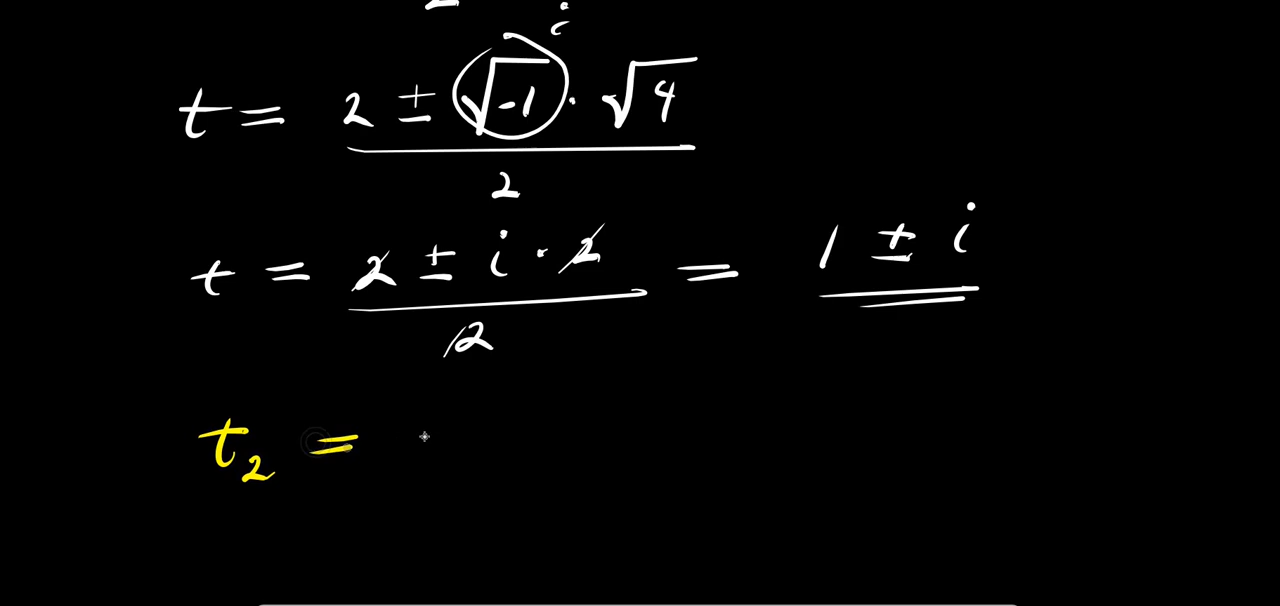 i
t = 2 ± √-1 · √4
2
t = 2 ± i · 2 = 1 ± i
2
t₂ =